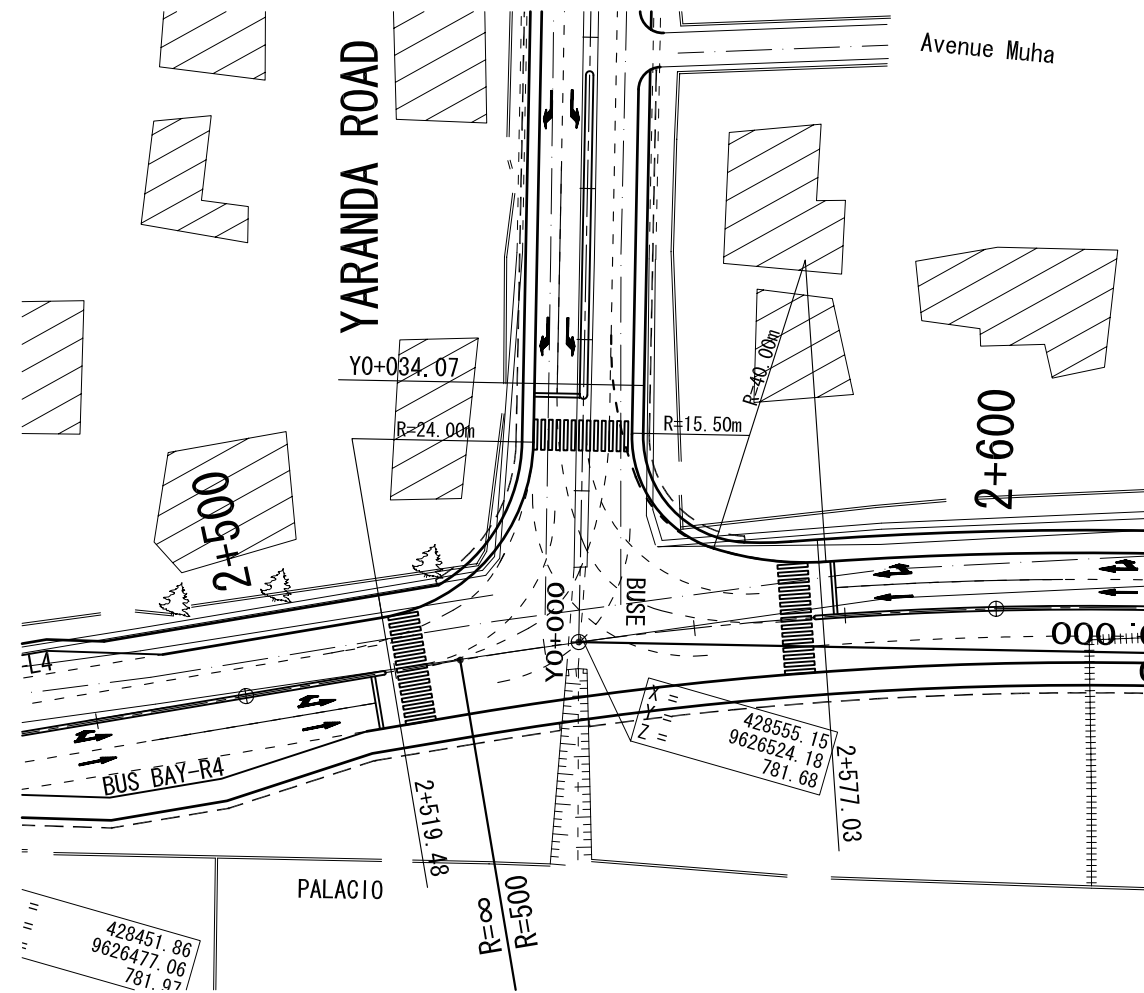 Avenue Muha
YARANDA ROAD
Y0+034.07
R=24.00m
R=15.50m
R=40.00m
2+500
2+600
Y0+000
BUSE
L4
BUS BAY-R4
X =
Y =
Z =
428555.15
9626524.18
781.68
2+577.03
2+519.48
PALACIO
R=∞
R=500
=
=
=
428451.86
9626477.06
781.97